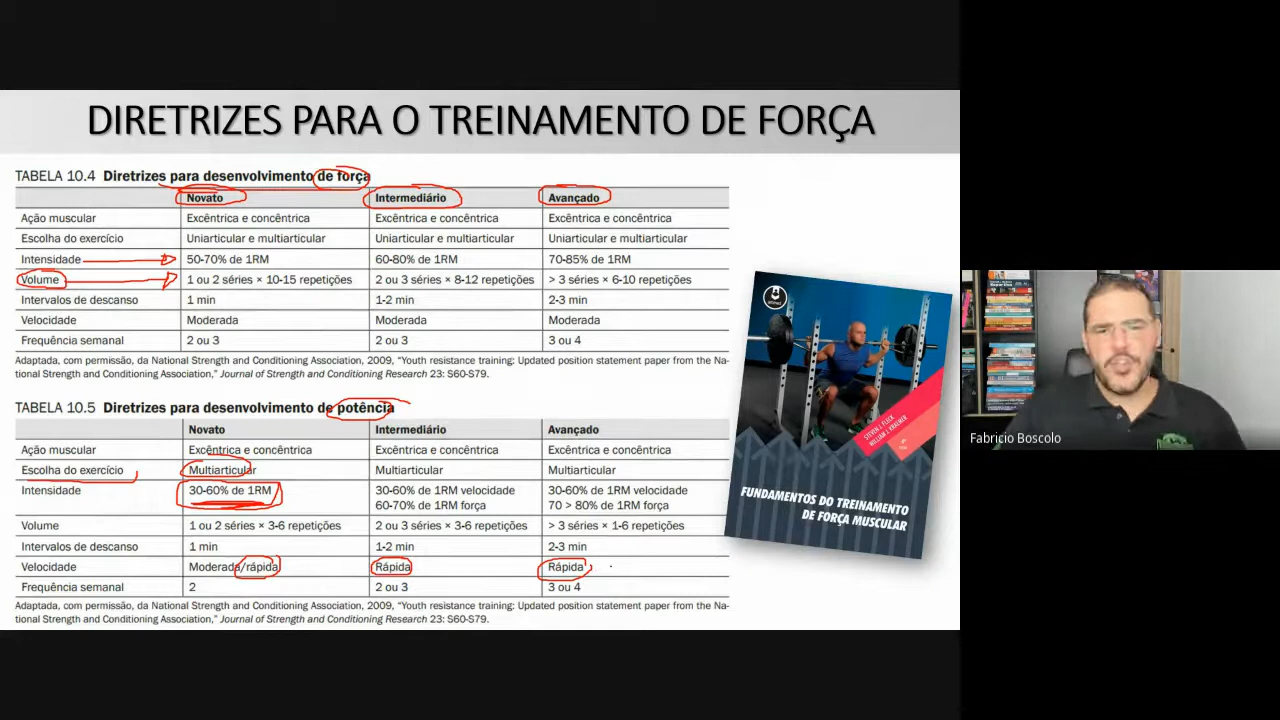 DIRETRIZES PARA O TREINAMENTO DE FORÇA
TABELA 10.4 Diretrizes para desenvolvimento de força
Novato Intermediário Avançado
Ação muscular Excêntrica e concêntrica Excêntrica e concêntrica Excêntrica e concêntrica
Escolha do exercício Uniarticular e multiarticular Uniarticular e multiarticular Uniarticular e multiarticular
Intensidade 50-70% de 1RM 60-80% de 1RM 70-85% de 1RM
Volume 1 ou 2 séries × 10-15 repetições 2 ou 3 séries × 8-12 repetições > 3 séries × 6-10 repetições
Intervalos de descanso 1 min 1-2 min 2-3 min
Velocidade Moderada Moderada Moderada
Frequência semanal 2 ou 3 2 ou 3 3 ou 4
Adaptada, com permissão, da National Strength and Conditioning Association, 2009, “Youth resistance training: Updated position statement paper from the Na-
tional Strength and Conditioning Association,” Journal of Strength and Conditioning Research 23: S60-S79.
TABELA 10.5 Diretrizes para desenvolvimento de potência
Novato Intermediário Avançado
Ação muscular Excêntrica e concêntrica Excêntrica e concêntrica Excêntrica e concêntrica
Escolha do exercício Multiarticular Multiarticular Multiarticular
Intensidade 30-60% de 1RM 30-60% de 1RM velocidade 30-60% de 1RM velocidade
60-70% de 1RM força 70 > 80% de 1RM força
Volume 1 ou 2 séries × 3-6 repetições 2 ou 3 séries × 3-6 repetições > 3 séries × 1-6 repetições
Intervalos de descanso 1 min 1-2 min 2-3 min
Velocidade Moderada/rápida Rápida Rápida
Frequência semanal 2 2 ou 3 3 ou 4
Adaptada, com permissão, da National Strength and Conditioning Association, 2009, “Youth resistance training: Updated position statement paper from the Na-
tional Strength and Conditioning Association,” Journal of Strength and Conditioning Research 23: S60-S79.
STEVEN J. FLECK
WILLIAM J. KRAEMER
FUNDAMENTOS DO TREINAMENTO
DE FORÇA MUSCULAR
Fabricio Boscolo